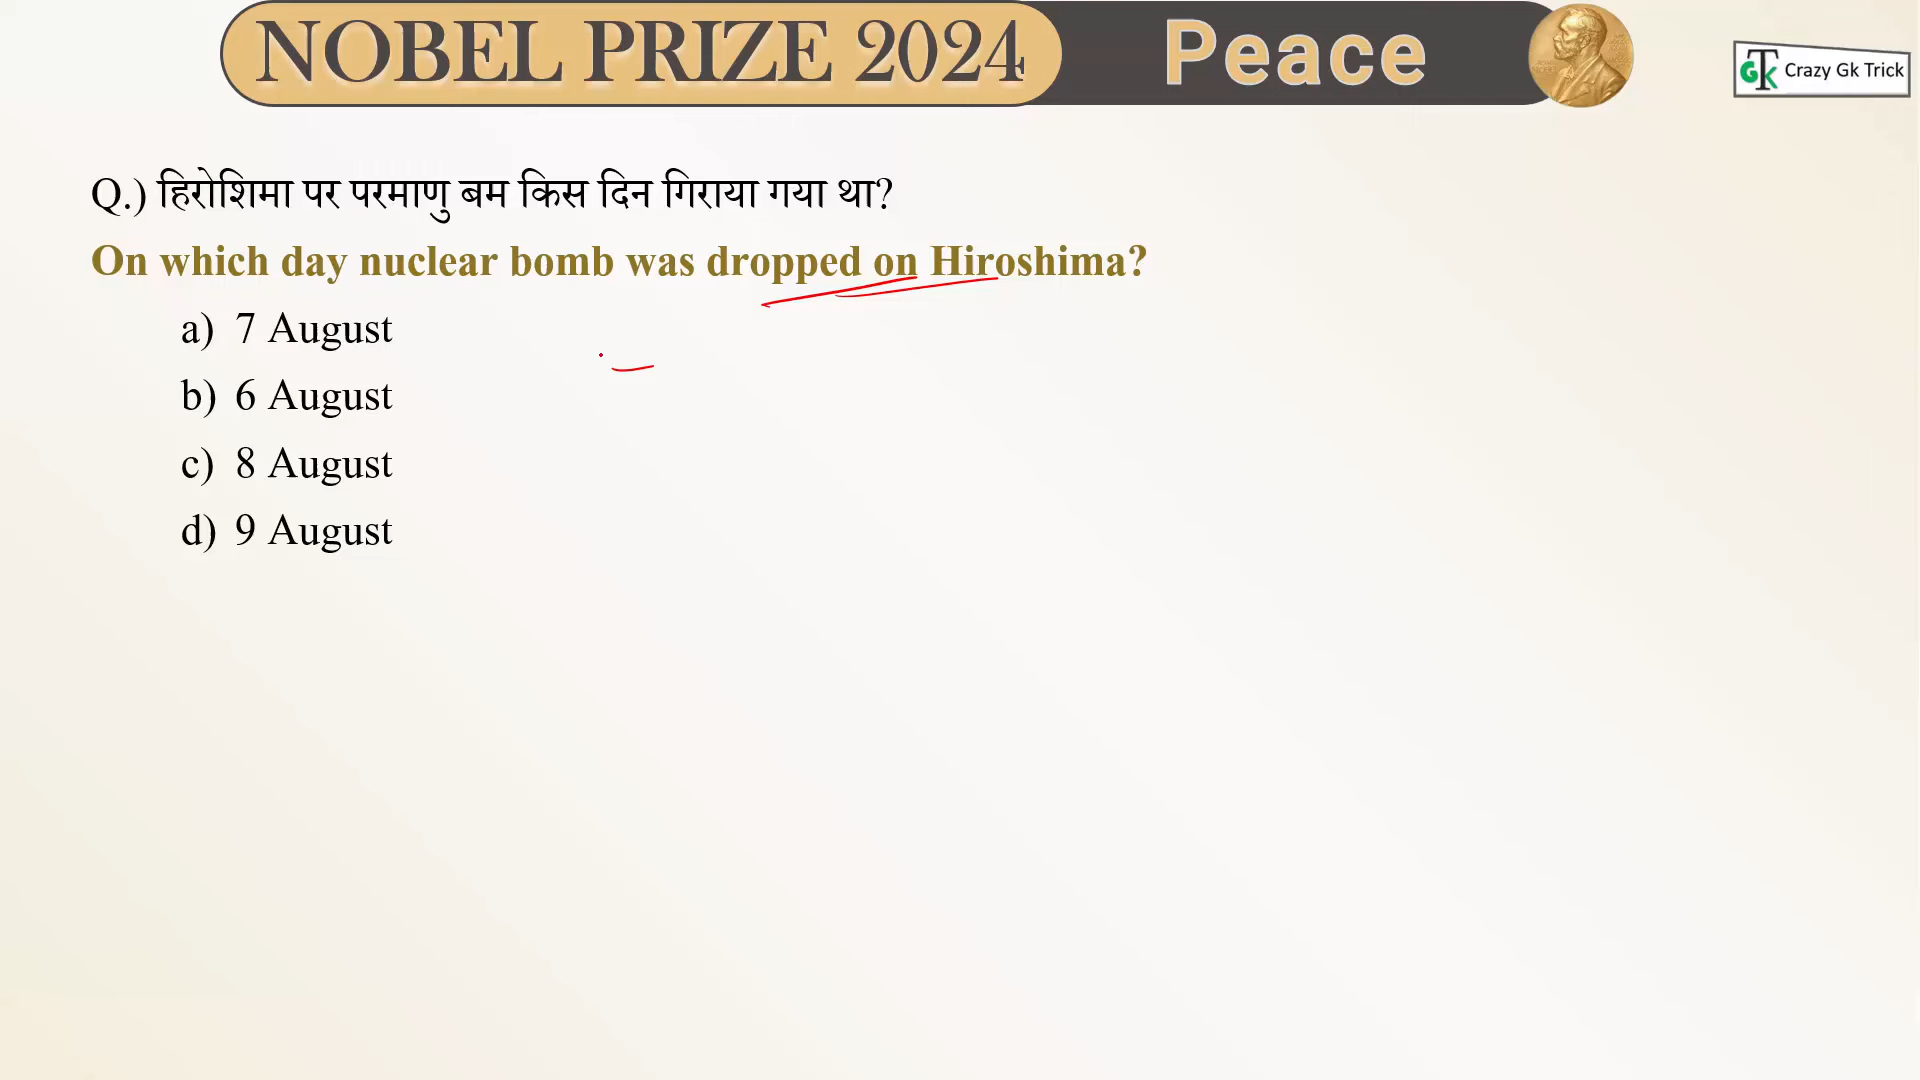 NOBEL PRIZE 2024 Peace
GTK Crazy Gk Trick
Q.) हिरोशिमा पर परमाणु बम किस दिन गिराया गया था?
On which day nuclear bomb was dropped on Hiroshima?
a) 7 August
b) 6 August
c) 8 August
d) 9 August